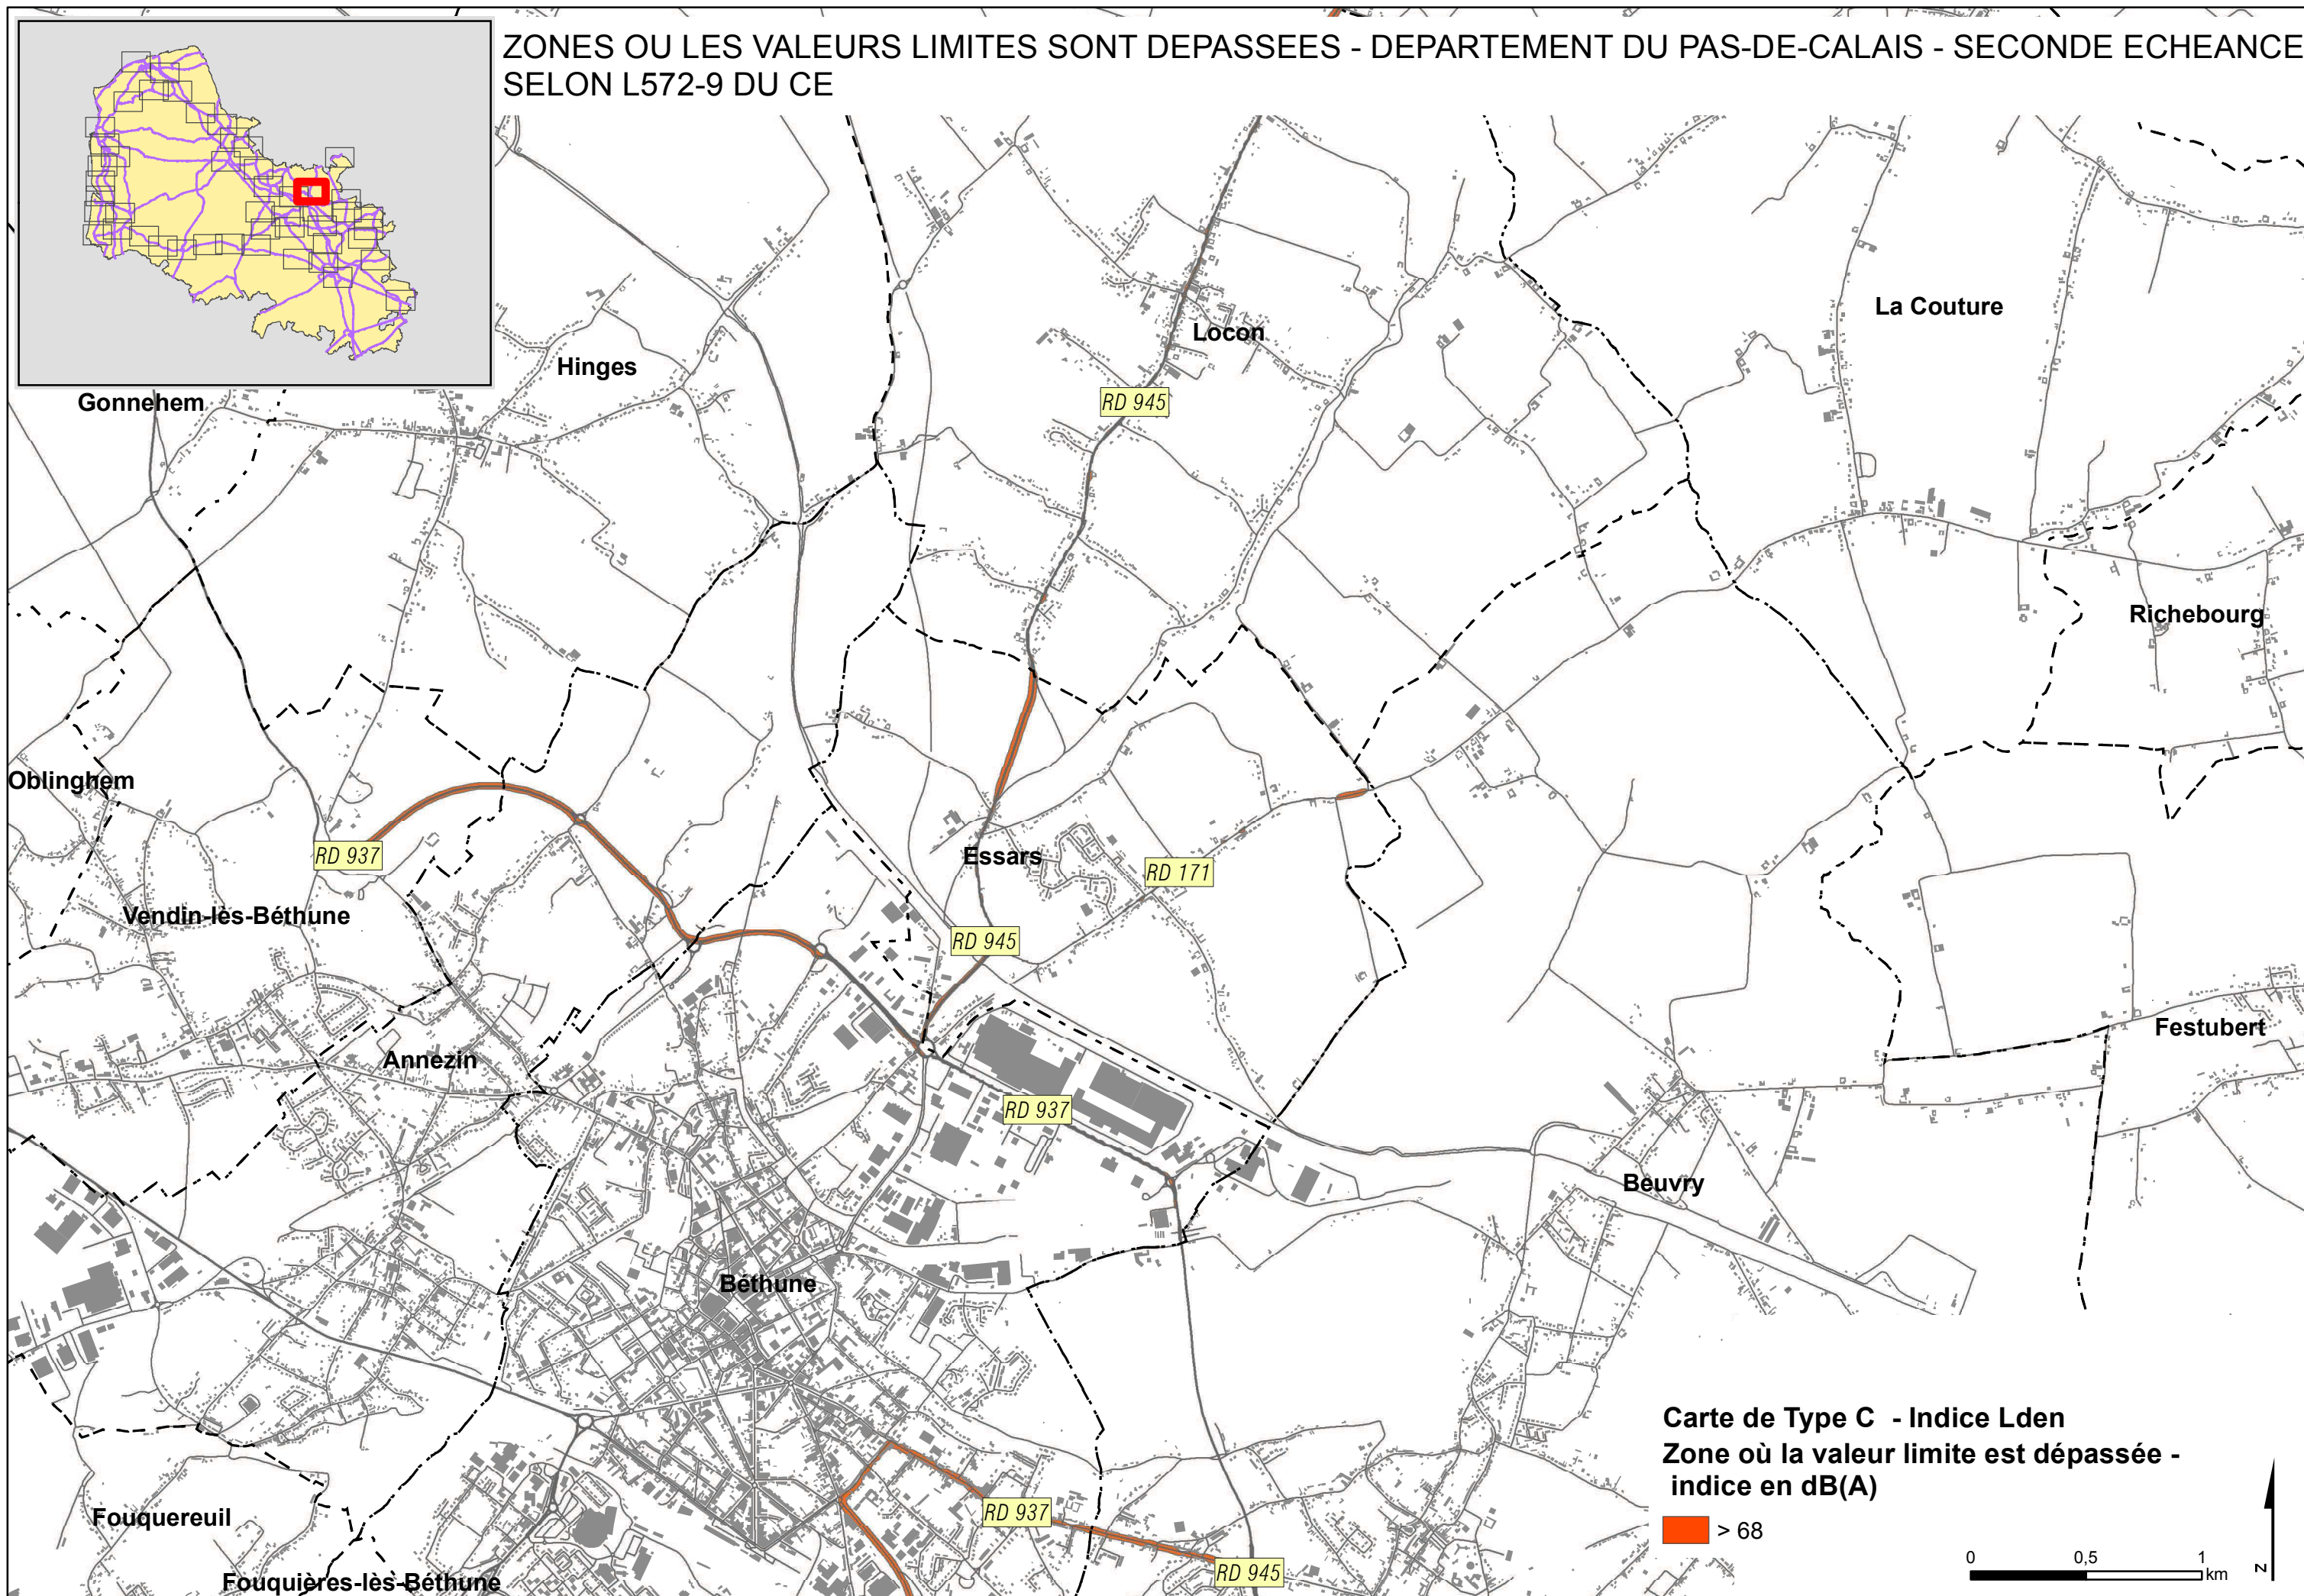 ZONES OU LES VALEURS LIMITES SONT DEPASSEES - DEPARTEMENT DU PAS-DE-CALAIS - SECONDE ECHEANCE
SELON L572-9 DU CE
La Couture
Locon
Hinges
Gonnehem
RD 945
Richebourg
Oblinghem
RD 937
Essars
RD 171
Vendin-lès-Béthune
RD 945
Festubert
Annezin
RD 937
Beuvry
Béthune
Carte de Type C - Indice Lden
Zone où la valeur limite est dépassée -
indice en dB(A)
> 68
RD 937
Fouquereuil
RD 945
Fouquières-lès-Béthune
0 0,5 1
km
N